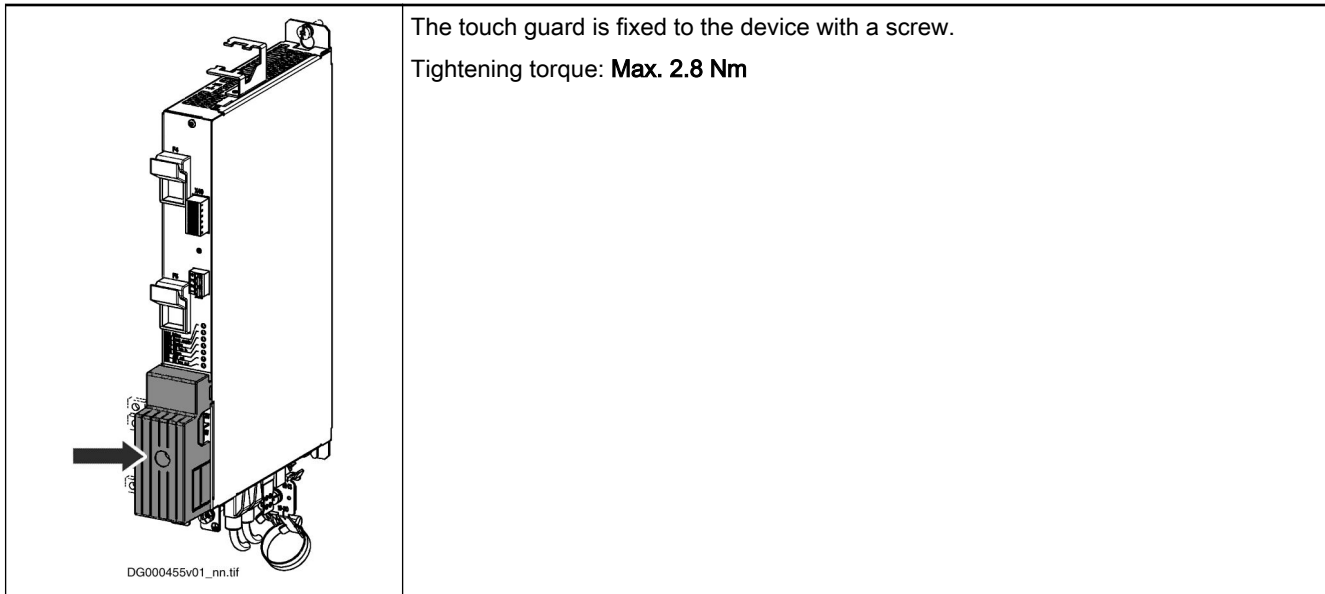 The touch guard is fixed to the device with a screw.
Tightening torque: Max. 2.8 Nm
DG000455v01_nn.tif